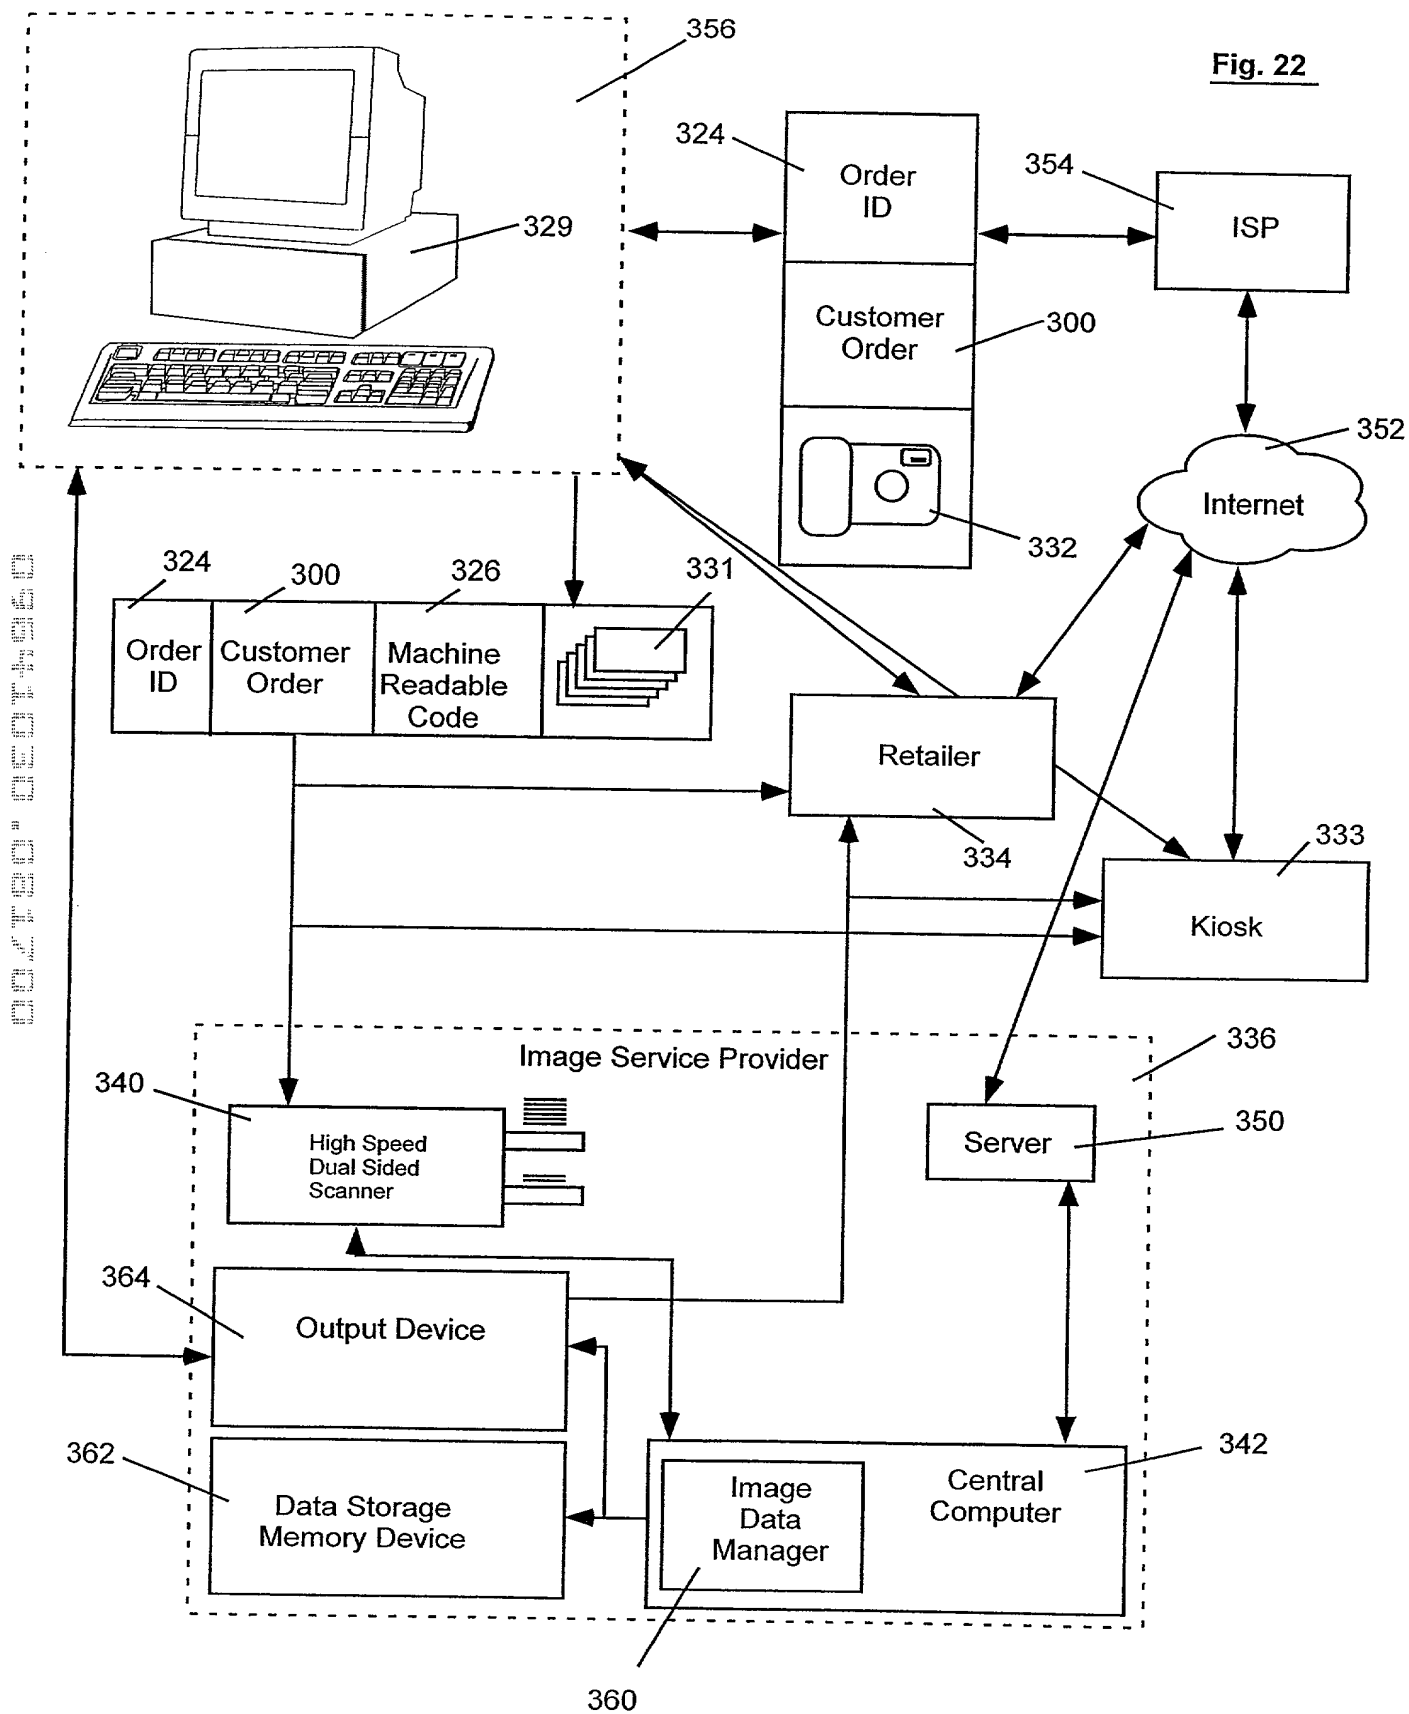 356
Fig. 22
324
Order
ID
354
ISP
329
Customer
Order
300
352
Internet
332
324
300
326
331
Order
ID
Customer
Order
Machine
Readable
Code
Retailer
334
333
Kiosk
Image Service Provider
336
340
High Speed
Dual Sided
Scanner
Server
350
364
Output Device
362
Data Storage
Memory Device
Image
Data
Manager
Central
Computer
342
360